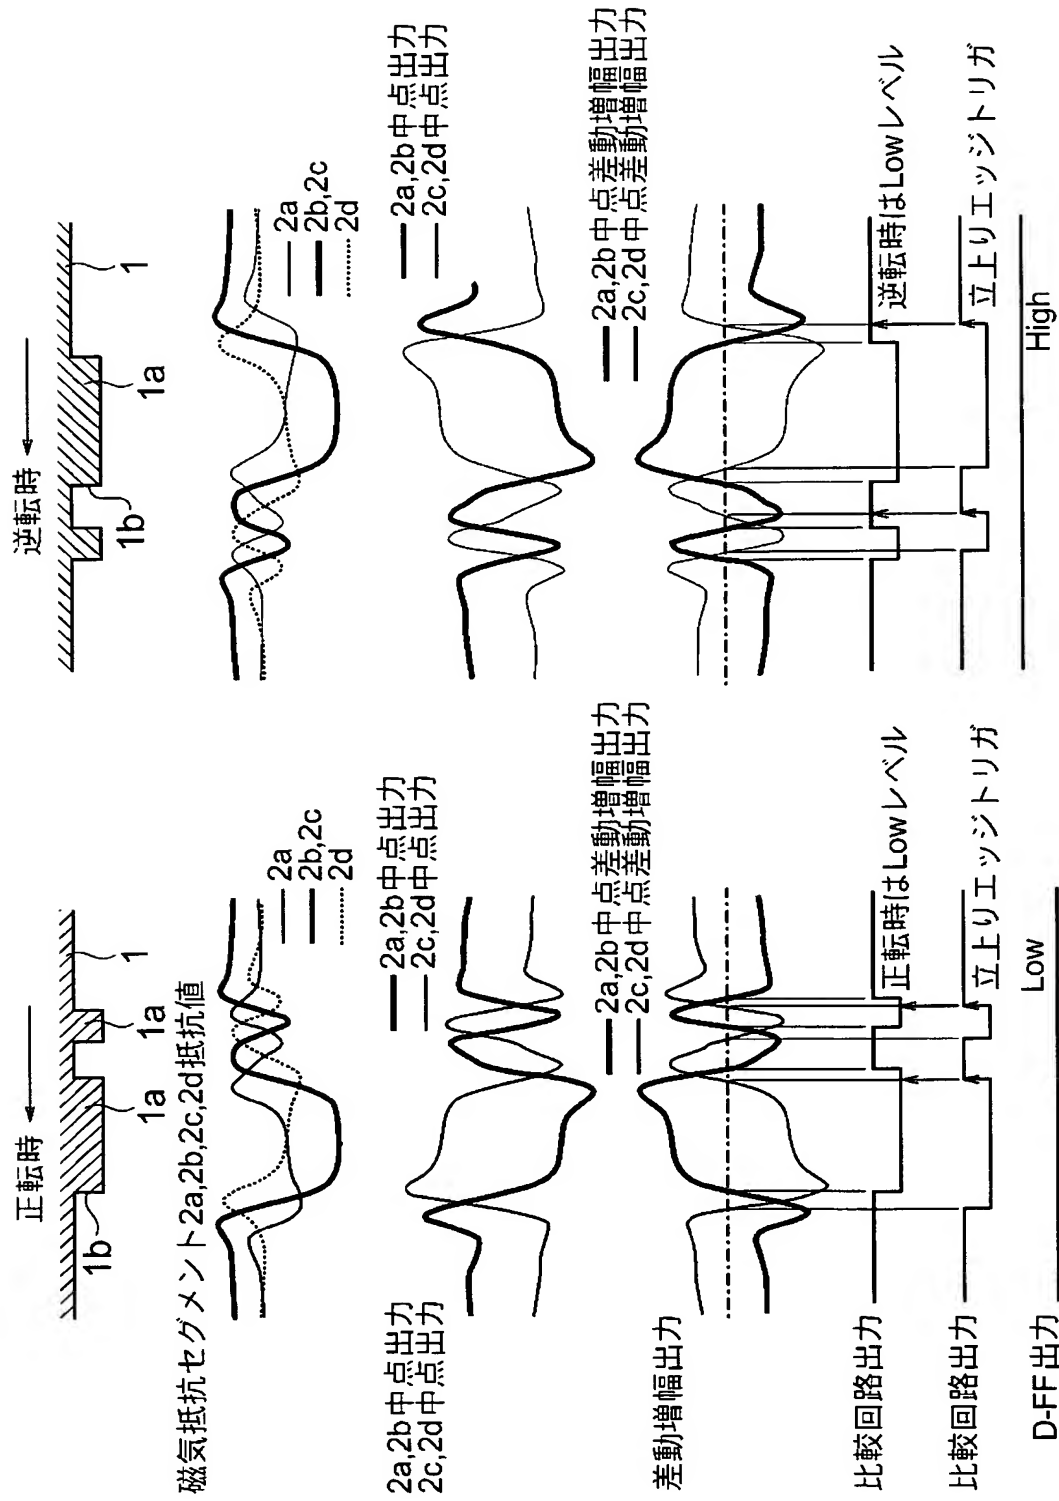 正転時
1
1a
1a
1b
磁気抵抗セグメント2a,2b,2c,2d抵抗値
2a
2b,2c
2d
2a,2b中点出力
2c,2d中点出力
2a,2b中点出力
2c,2d中点出力
2a,2b中点差動増幅出力
2c,2d中点差動増幅出力
差動増幅出力
正転時はLowレベル
比較回路出力
立上りエッジトリガ
比較回路出力
Low
D-FF出力
逆転時
1
1a
1b
2a
2b,2c
2d
2a,2b中点出力
2c,2d中点出力
2a,2b中点差動増幅出力
2c,2d中点差動増幅出力
逆転時はLowレベル
立上りエッジトリガ
High